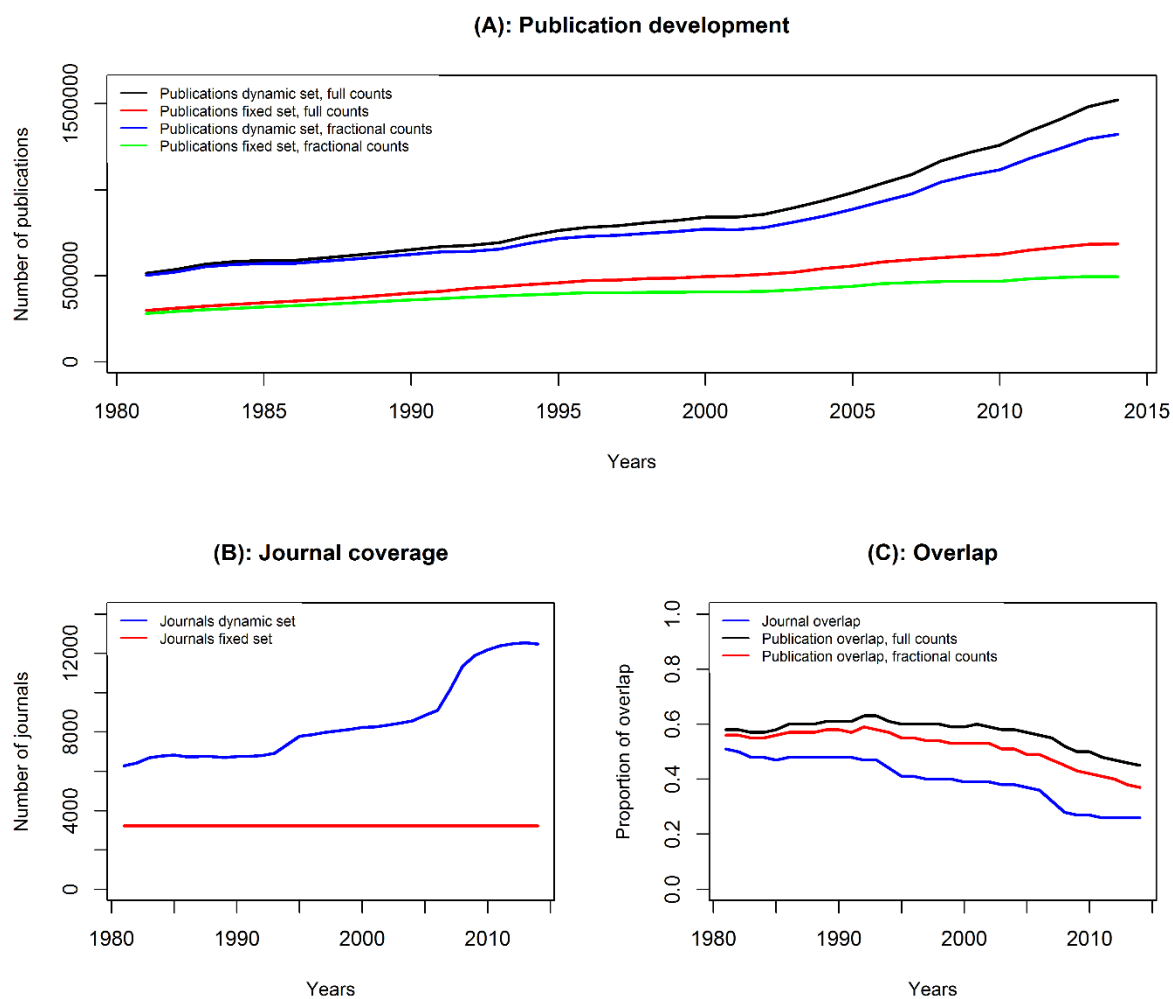 (A): Publication development
Number of publications
1500000
500000
0
Publications dynamic set, full counts
Publications fixed set, full counts
Publications dynamic set, fractional counts
Publications fixed set, fractional counts
1980 1985 1990 1995 2000 2005 2010 2015
Years
(B): Journal coverage
Number of journals
12000
8000
4000
0
Journals dynamic set
Journals fixed set
1980 1990 2000 2010
Years
(C): Overlap
Proportion of overlap
1.0
0.8
0.6
0.4
0.2
0.0
Journal overlap
Publication overlap, full counts
Publication overlap, fractional counts
1980 1990 2000 2010
Years